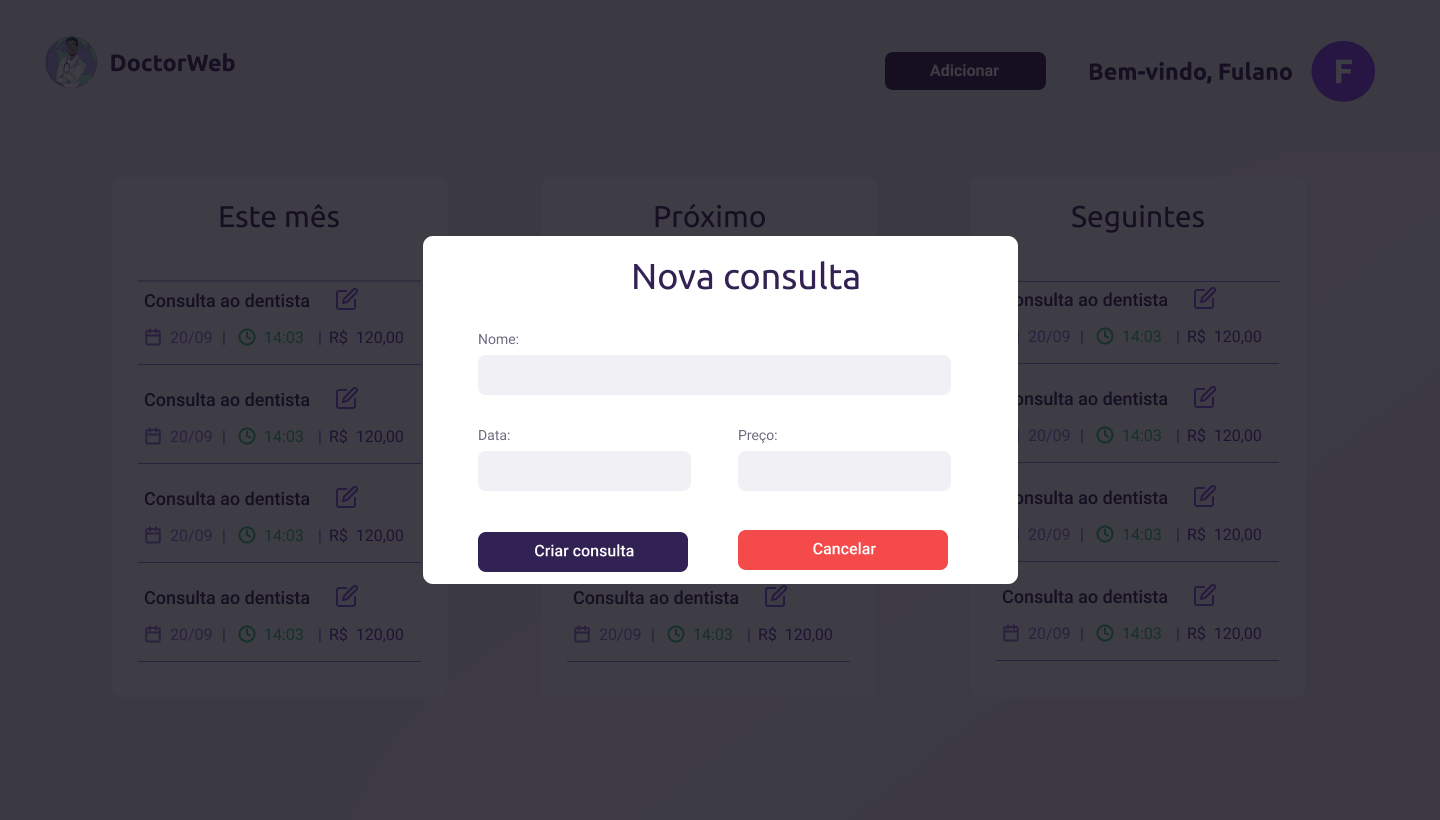 DoctorWeb
Adicionar
Bem-vindo, Fulano
F
Este mês
Consulta ao dentista
20/09 | 14:03 | R$ 120,00
Consulta ao dentista
20/09 | 14:03 | R$ 120,00
Consulta ao dentista
20/09 | 14:03 | R$ 120,00
Consulta ao dentista
20/09 | 14:03 | R$ 120,00
Próximo
Nova consulta
Nome:
Data:
Preço:
Criar consulta
Cancelar
Consulta ao dentista
20/09 | 14:03 | R$ 120,00
Seguintes
onsulta ao dentista
20/09 | 14:03 | R$ 120,00
onsulta ao dentista
20/09 | 14:03 | R$ 120,00
onsulta ao dentista
20/09 | 14:03 | R$ 120,00
Consulta ao dentista
20/09 | 14:03 | R$ 120,00